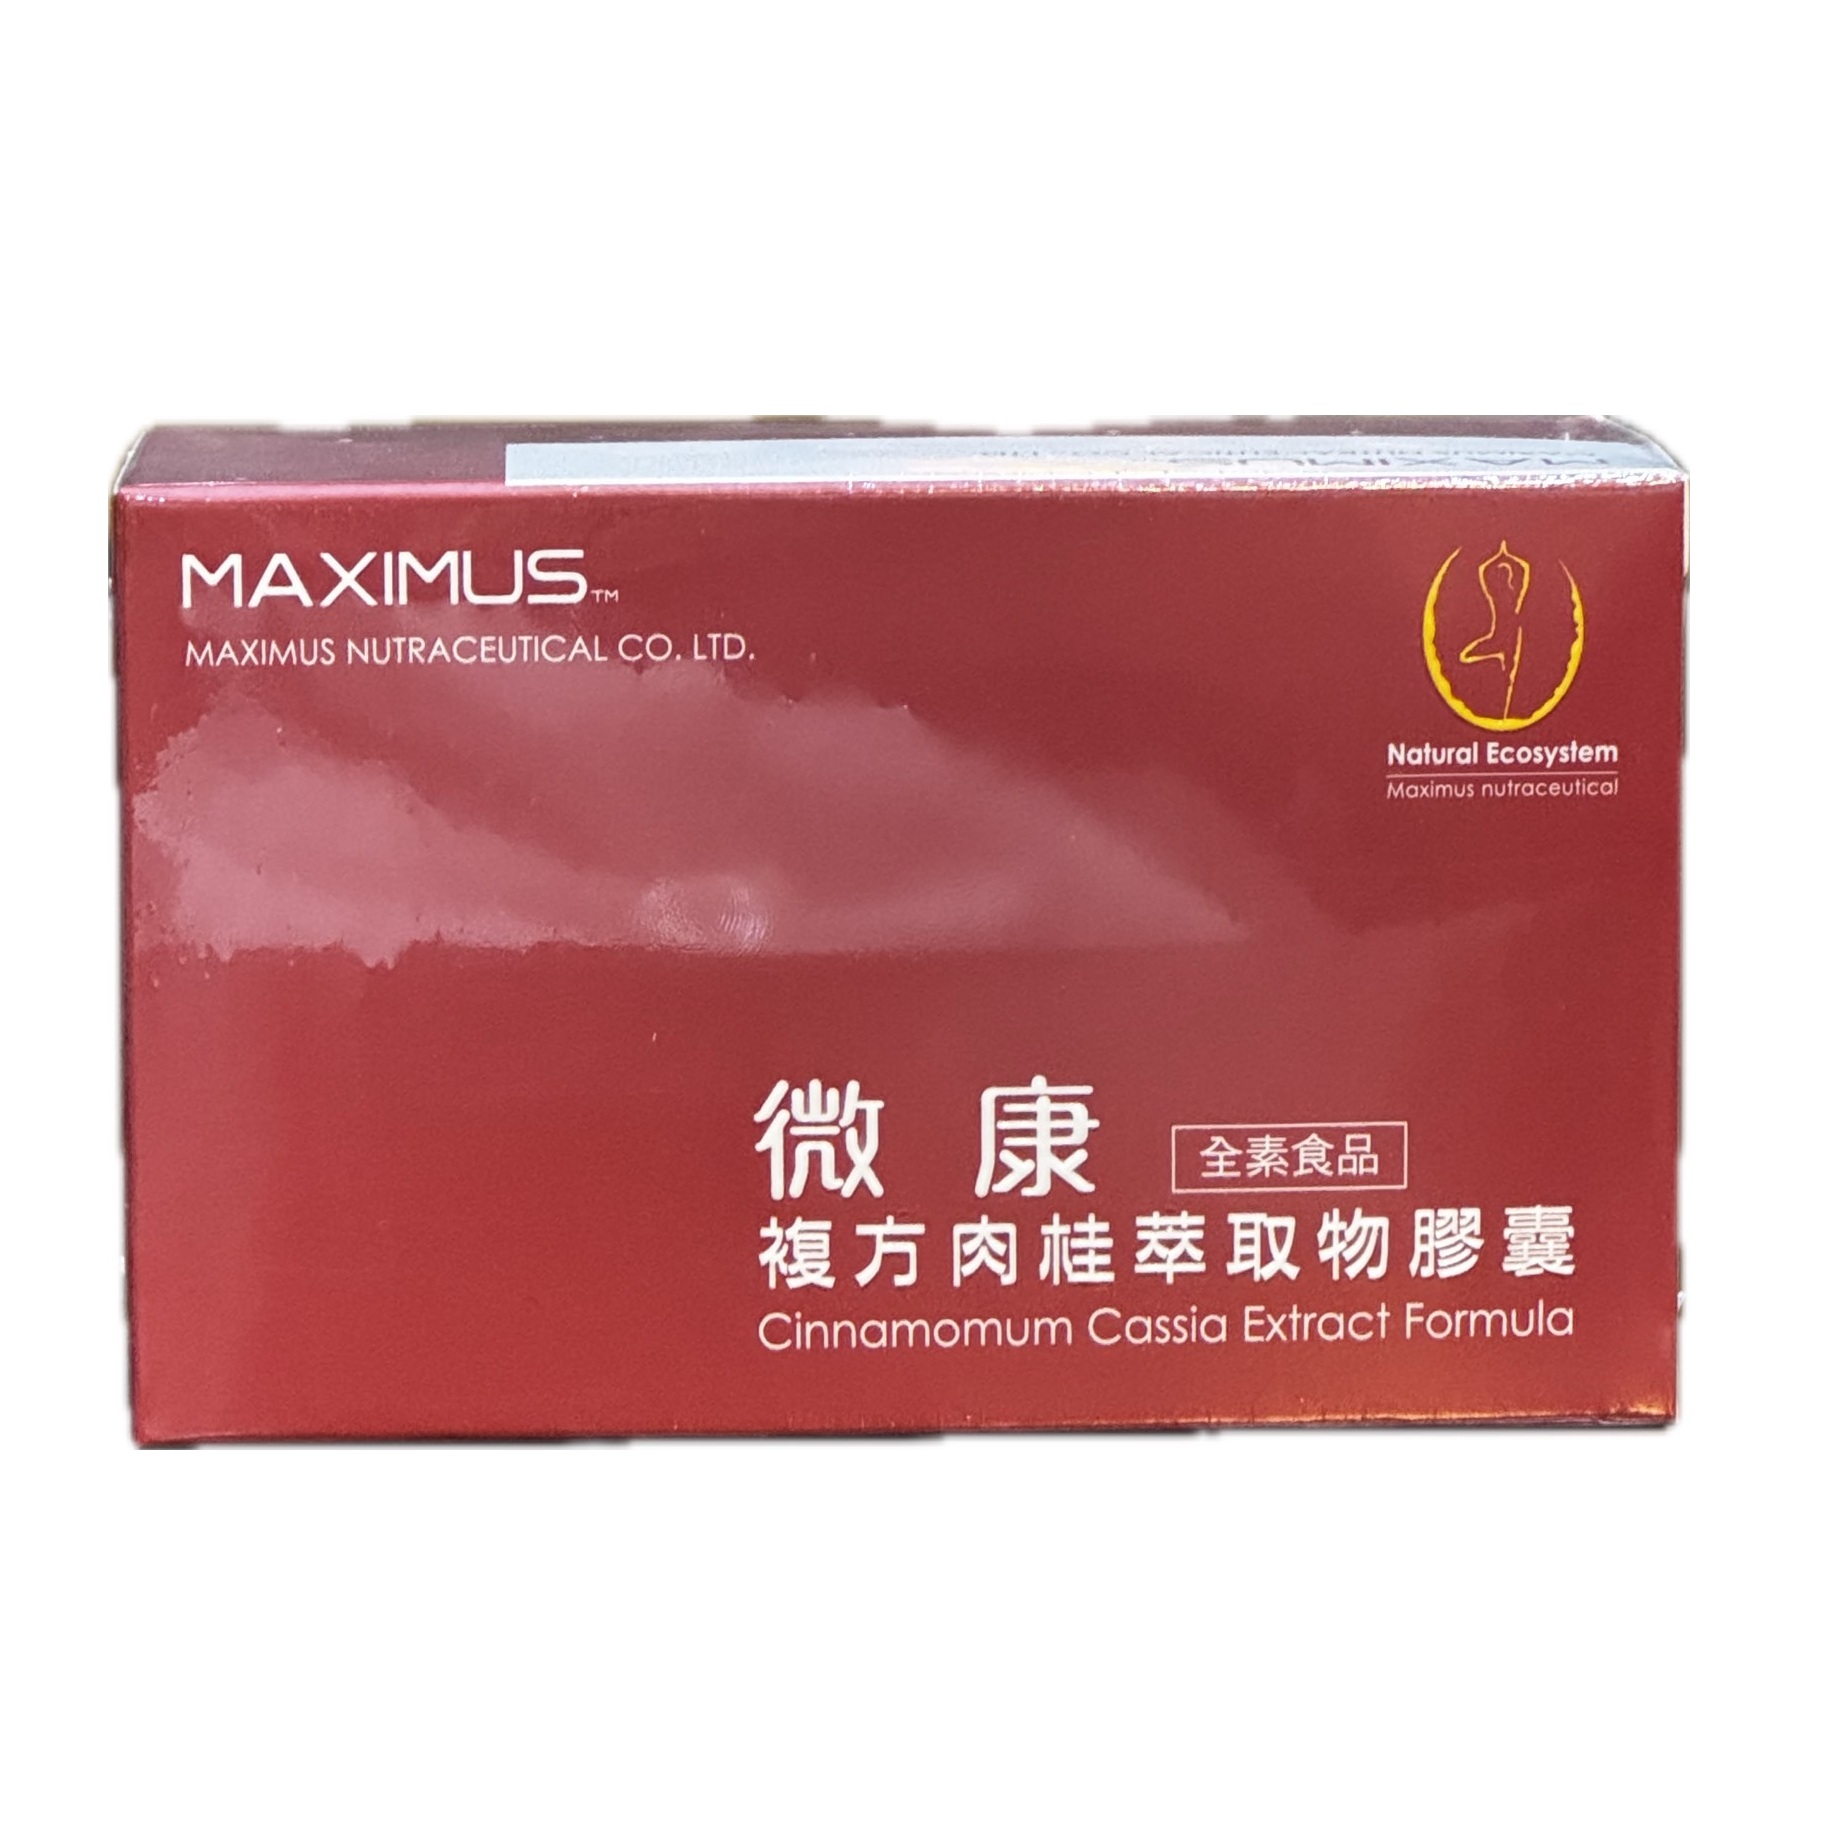 MAXIMUS
MAXIMUS™
MAXIMUS NUTRACEUTICAL CO. LTD.
Natural Ecosystem
Maximus nutraceutical
微康
全素食品
複方肉桂萃取物膠囊
Cinnamomum Cassia Extract Formula